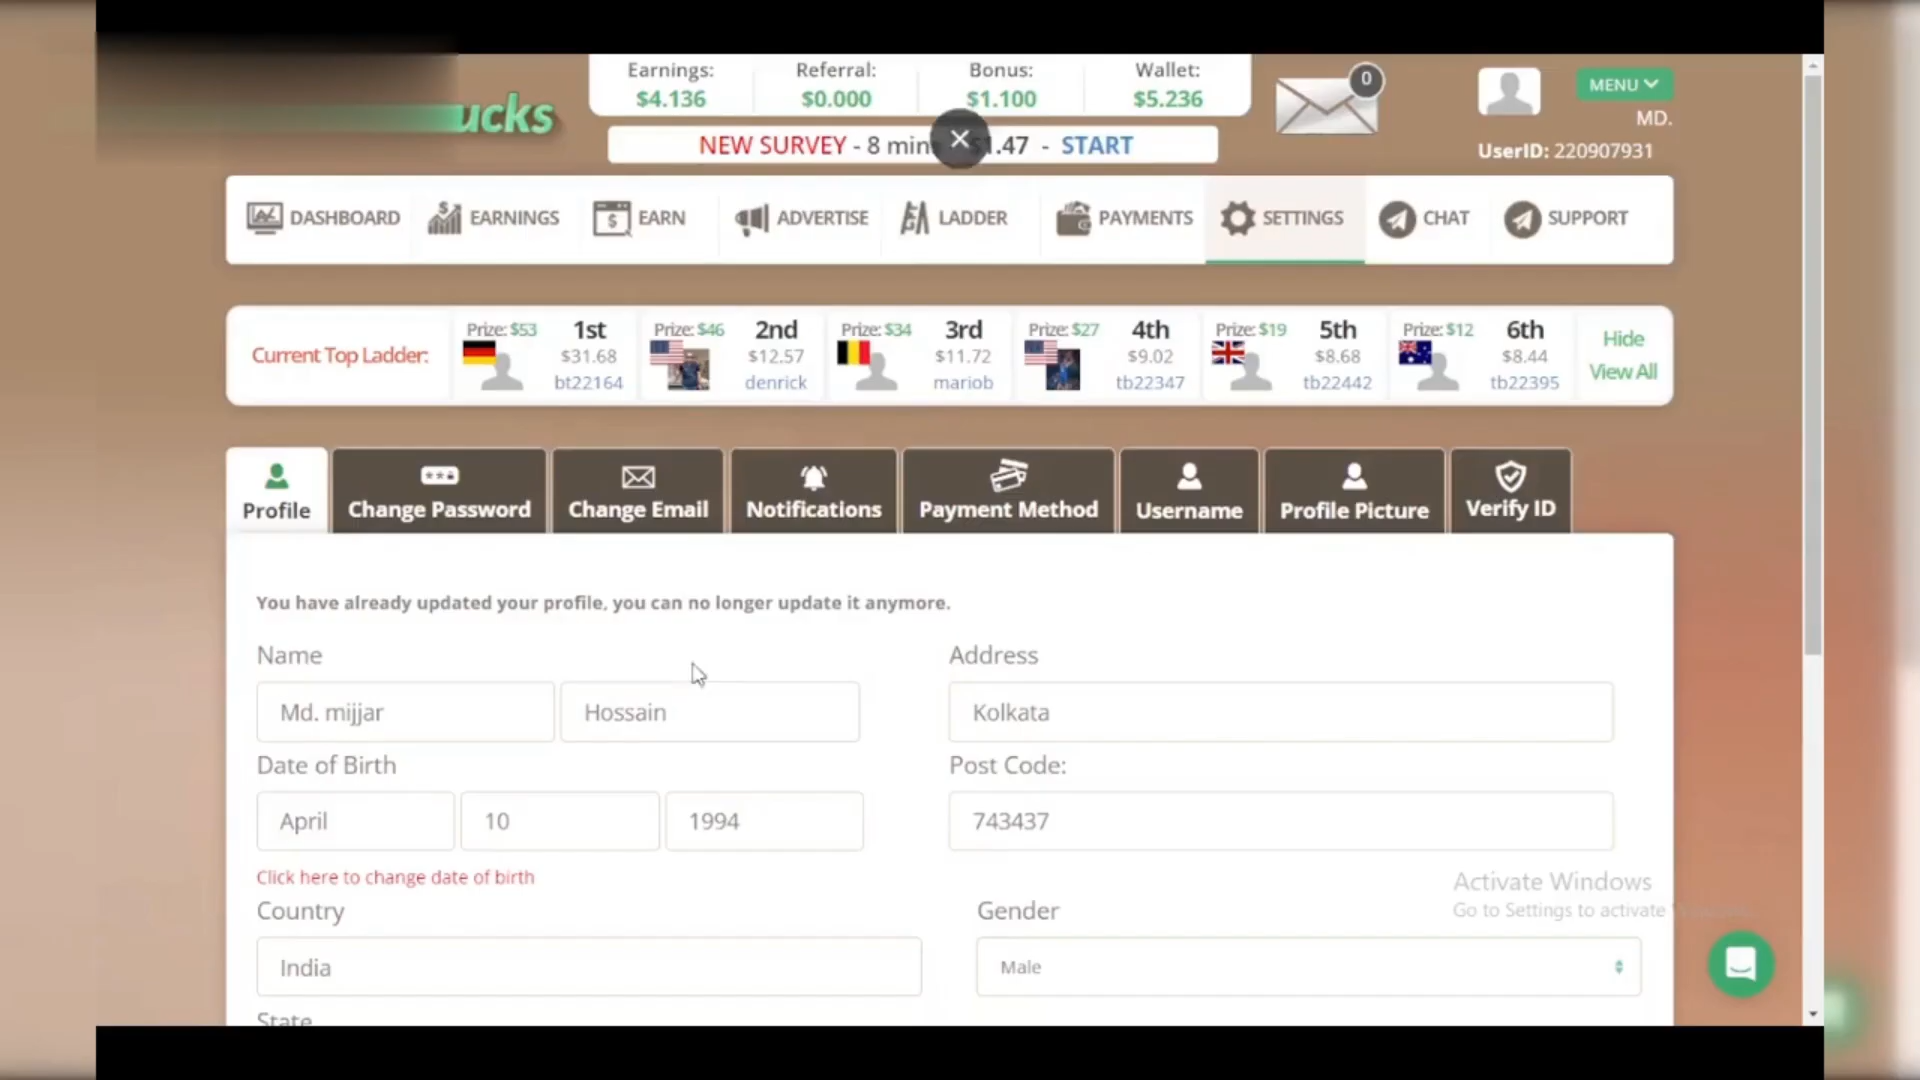 Earnings: Referral: Bonus: Wallet:
$4.136 $0.000 $1.100 $5.236
0
MENU
ucks
MD.
NEW SURVEY - 8 min 1.47 - START
UserID: 220907931
DASHBOARD EARNINGS EARN ADVERTISE LADDER PAYMENTS SETTINGS CHAT SUPPORT
Current Top Ladder:
Prize: $53 1st
$31.68
bt22164
Prize: $46 2nd
$12.57
denrick
Prize: $34 3rd
$11.72
mariob
Prize: $27 4th
$9.02
tb22347
Prize: $19 5th
$8.68
tb22442
Prize: $12 6th
$8.44
tb22395
Hide
View All
Profile Change Password Change Email Notifications Payment Method Username Profile Picture Verify ID
You have already updated your profile, you can no longer update it anymore.
Name Address
Md. mijjar Hossain Kolkata
Date of Birth Post Code:
April 10 1994 743437
Click here to change date of birth
Activate Windows
Go to Settings to activate
Country Gender
India Male
State